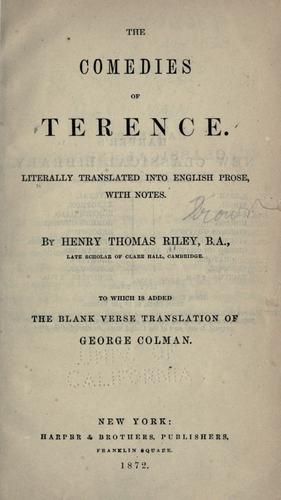 THE
COMEDIES
OF
TERENCE.
LITERALLY TRANSLATED INTO ENGLISH PROSE,
WITH NOTES.
BY HENRY THOMAS RILEY, B.A.,
LATE SCHOLAR OF CLARE HALL, CAMBRIDGE.
TO WHICH IS ADDED
THE BLANK VERSE TRANSLATION OF
GEORGE COLMAN.
CALIFORNIA
NEW YORK:
HARPER & BROTHERS, PUBLISHERS,
FRANKLIN SQUARE.
1872.